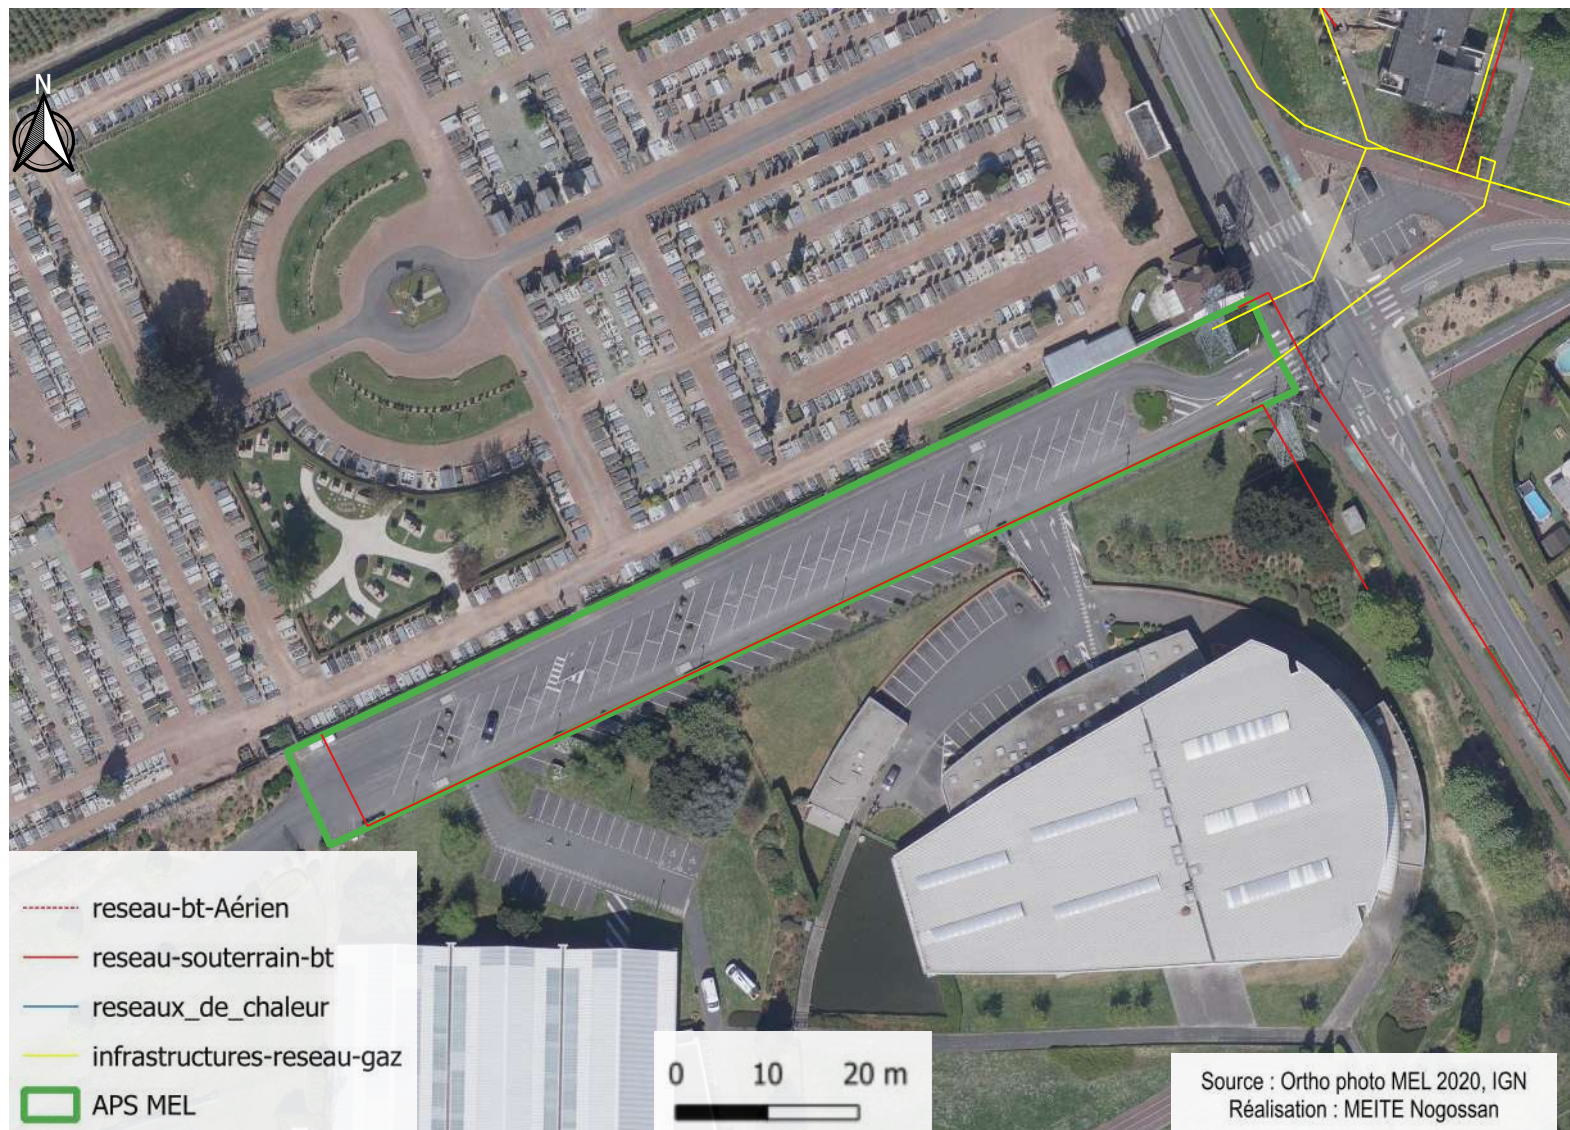 N
reseau-bt-Aérien
reseau-souterrain-bt
reseaux_de_chaleur
infrastructures-reseau-gaz
APS MEL
0 10 20 m
Source : Ortho photo MEL 2020, IGN
Réalisation : MEITE Nogossan